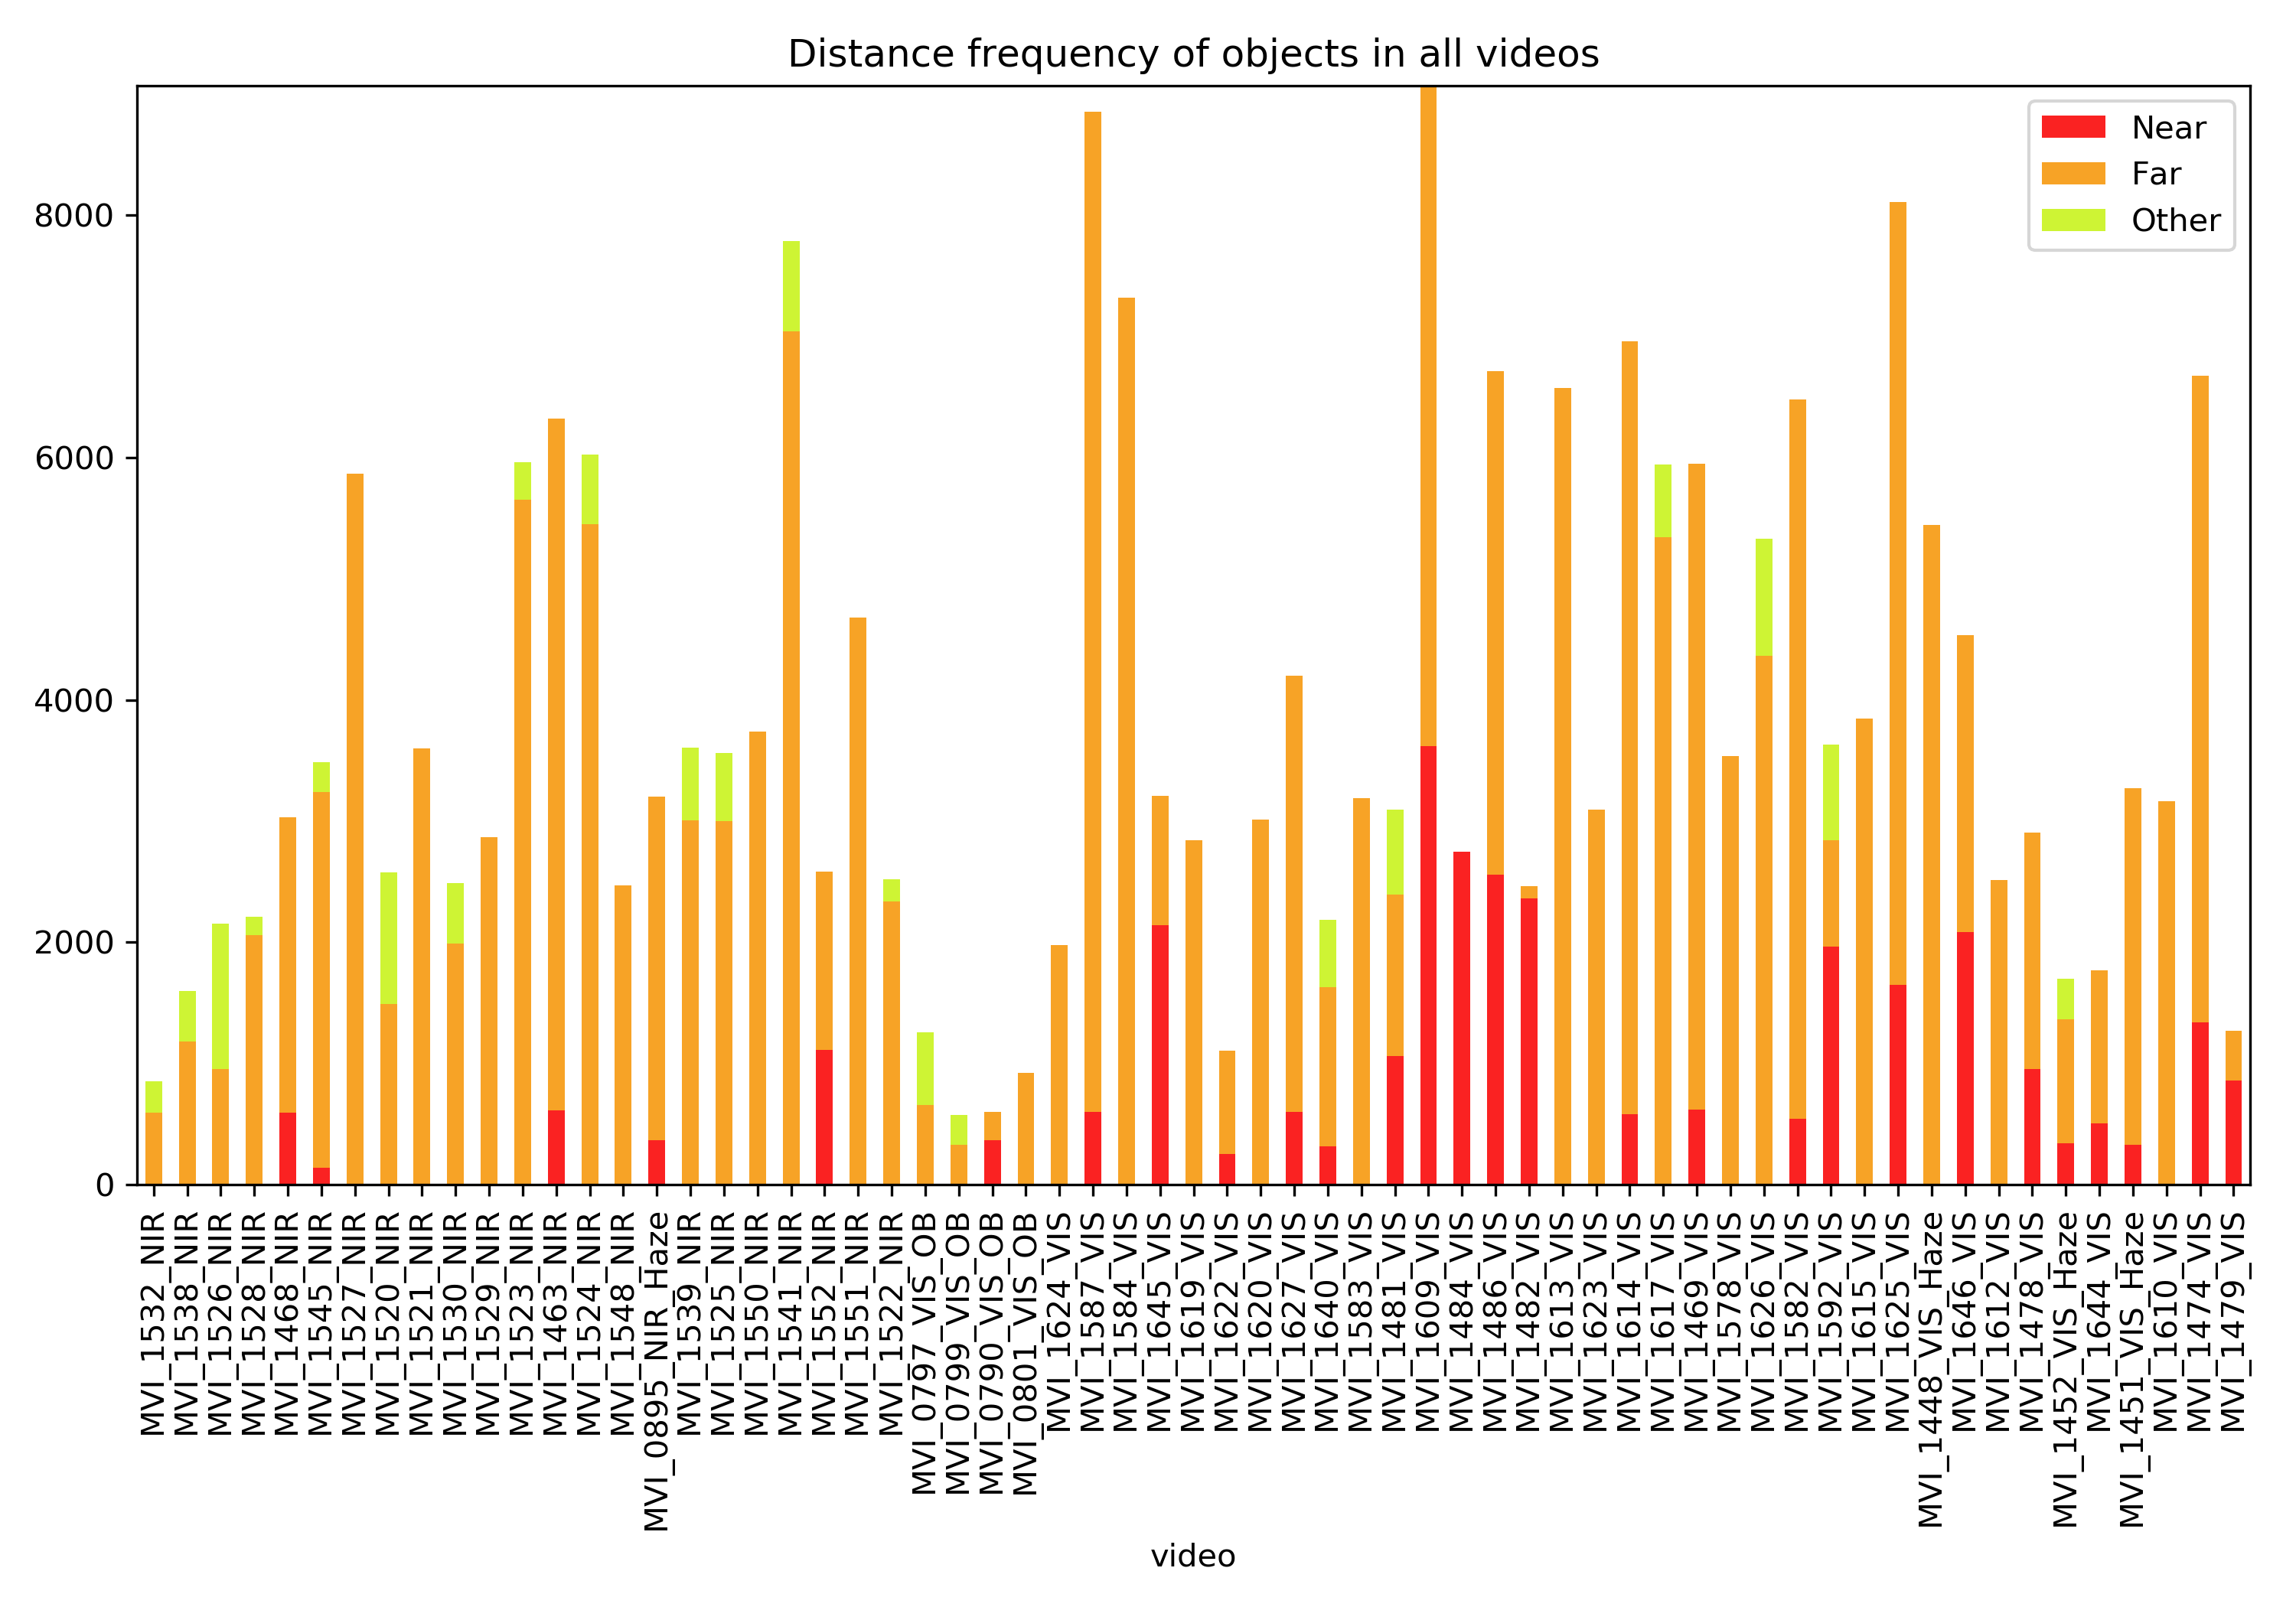 Distance frequency of objects in all videos
Near
Far
Other
8000
6000
4000
2000
0
MVI_1532_NIR
MVI_1538_NIR
MVI_1526_NIR
MVI_1528_NIR
MVI_1468_NIR
MVI_1545_NIR
MVI_1527_NIR
MVI_1520_NIR
MVI_1521_NIR
MVI_1530_NIR
MVI_1529_NIR
MVI_1523_NIR
MVI_1463_NIR
MVI_1524_NIR
MVI_1548_NIR
MVI_0895_NIR_Haze
MVI_1539_NIR
MVI_1525_NIR
MVI_1550_NIR
MVI_1541_NIR
MVI_1552_NIR
MVI_1551_NIR
MVI_1522_NIR
MVI_0797_VIS_OB
MVI_0799_VIS_OB
MVI_0790_VIS_OB
MVI_0801_VIS_OB
MVI_1624_VIS
MVI_1587_VIS
MVI_1584_VIS
MVI_1645_VIS
MVI_1619_VIS
MVI_1622_VIS
MVI_1620_VIS
MVI_1627_VIS
MVI_1640_VIS
MVI_1583_VIS
MVI_1481_VIS
MVI_1609_VIS
MVI_1484_VIS
MVI_1486_VIS
MVI_1482_VIS
MVI_1613_VIS
MVI_1623_VIS
MVI_1614_VIS
MVI_1617_VIS
MVI_1469_VIS
MVI_1578_VIS
MVI_1626_VIS
MVI_1582_VIS
MVI_1592_VIS
MVI_1615_VIS
MVI_1625_VIS
MVI_1448_VIS_Haze
MVI_1646_VIS
MVI_1612_VIS
MVI_1478_VIS
MVI_1452_VIS_Haze
MVI_1644_VIS
MVI_1451_VIS_Haze
MVI_1610_VIS
MVI_1474_VIS
MVI_1479_VIS
video